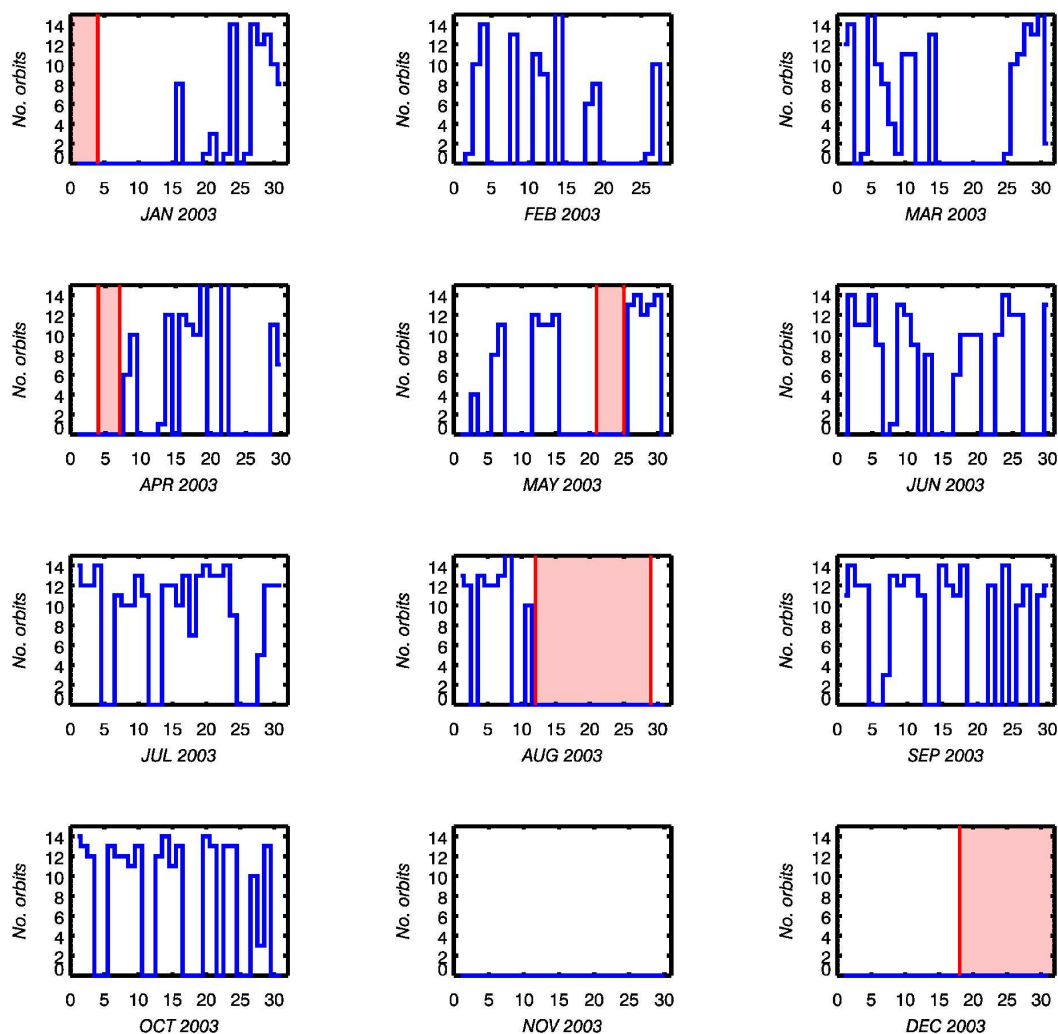 No. orbits
14
12
10
8
6
4
2
0
0 5 10 15 20 25 30
JAN 2003
No. orbits
14
12
10
8
6
4
2
0
0 5 10 15 20 25
FEB 2003
No. orbits
14
12
10
8
6
4
2
0
0 5 10 15 20 25 30
MAR 2003
No. orbits
14
12
10
8
6
4
2
0
0 5 10 15 20 25 30
APR 2003
No. orbits
14
12
10
8
6
4
2
0
0 5 10 15 20 25 30
MAY 2003
No. orbits
14
12
10
8
6
4
2
0
0 5 10 15 20 25 30
JUN 2003
No. orbits
14
12
10
8
6
4
2
0
0 5 10 15 20 25 30
JUL 2003
No. orbits
14
12
10
8
6
4
2
0
0 5 10 15 20 25 30
AUG 2003
No. orbits
14
12
10
8
6
4
2
0
0 5 10 15 20 25 30
SEP 2003
No. orbits
14
12
10
8
6
4
2
0
0 5 10 15 20 25 30
OCT 2003
No. orbits
14
12
10
8
6
4
2
0
0 5 10 15 20 25 30
NOV 2003
No. orbits
14
12
10
8
6
4
2
0
0 5 10 15 20 25 30
DEC 2003